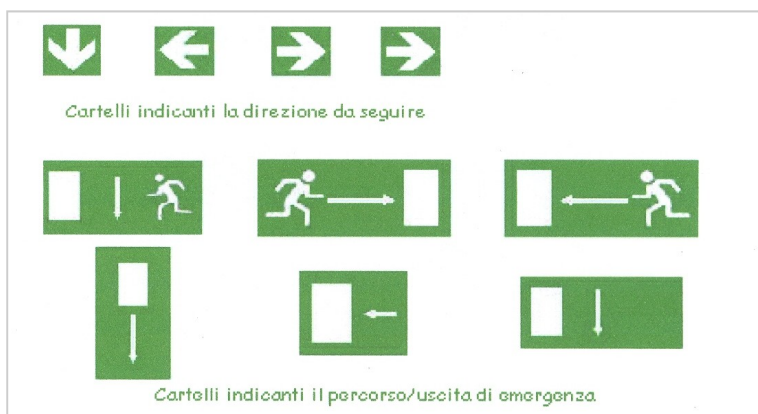 Cartelli indicanti la direzione da seguire
Cartelli indicanti il percorso/uscita di emergenza